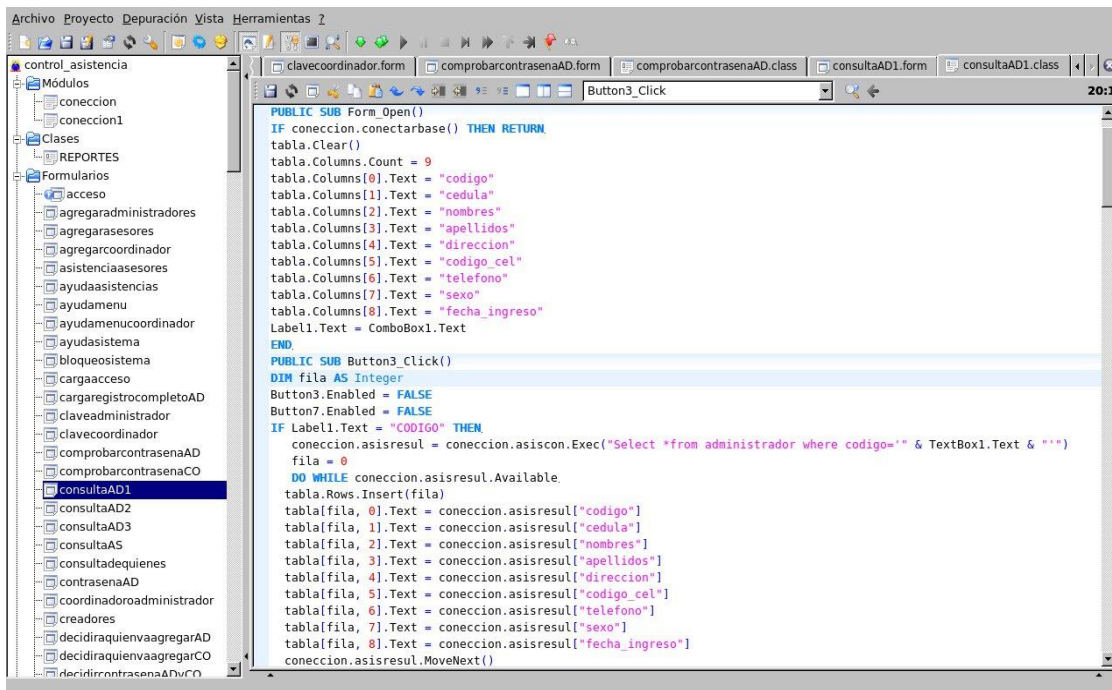 Archivo Proyecto Depuración Vista Herramientas ?
control_asistencia
Módulos
coneccion
coneccion1
Clases
REPORTES
Formularios
acceso
agregaradministradores
agregarasesores
agregarcoordinador
asistenciaasesores
ayudaasistencias
ayudamenu
ayudamenucoordinador
ayudasistema
bloqueosistema
cargaacceso
cargaregistrocompletoAD
claveadministrador
clavecoordinador
comprobarcontrasenaAD
comprobarcontrasenaCO
consultaAD1
consultaAD2
consultaAD3
consultaAS
consultadequienes
contrasenaAD
coordinadoroadministrador
creadores
decidiraquienvaagregarAD
decidiraquienvaagregarCO
decidircontrasenaADyCO
clavecoordinador.form comprobarcontrasenaAD.form comprobarcontrasenaAD.class consultaAD1.form consultaAD1.class
Button3_Click
20:1
PUBLIC SUB Form_Open()
IF coneccion.conectarbase() THEN RETURN
tabla.Clear()
tabla.Columns.Count = 9
tabla.Columns[0].Text = "codigo"
tabla.Columns[1].Text = "cedula"
tabla.Columns[2].Text = "nombres"
tabla.Columns[3].Text = "apellidos"
tabla.Columns[4].Text = "direccion"
tabla.Columns[5].Text = "codigo_cel"
tabla.Columns[6].Text = "telefono"
tabla.Columns[7].Text = "sexo"
tabla.Columns[8].Text = "fecha_ingreso"
Label1.Text = ComboBox1.Text
END
PUBLIC SUB Button3_Click()
DIM fila AS Integer
Button3.Enabled = FALSE
Button7.Enabled = FALSE
IF Label1.Text = "CODIGO" THEN
coneccion.asisresul = coneccion.asiscon.Exec("Select *from administrador where codigo='" & TextBox1.Text & "'")
fila = 0
DO WHILE coneccion.asisresul.Available
tabla.Rows.Insert(fila)
tabla[fila, 0].Text = coneccion.asisresul["codigo"]
tabla[fila, 1].Text = coneccion.asisresul["cedula"]
tabla[fila, 2].Text = coneccion.asisresul["nombres"]
tabla[fila, 3].Text = coneccion.asisresul["apellidos"]
tabla[fila, 4].Text = coneccion.asisresul["direccion"]
tabla[fila, 5].Text = coneccion.asisresul["codigo_cel"]
tabla[fila, 6].Text = coneccion.asisresul["telefono"]
tabla[fila, 7].Text = coneccion.asisresul["sexo"]
tabla[fila, 8].Text = coneccion.asisresul["fecha_ingreso"]
coneccion.asisresul.MoveNext()